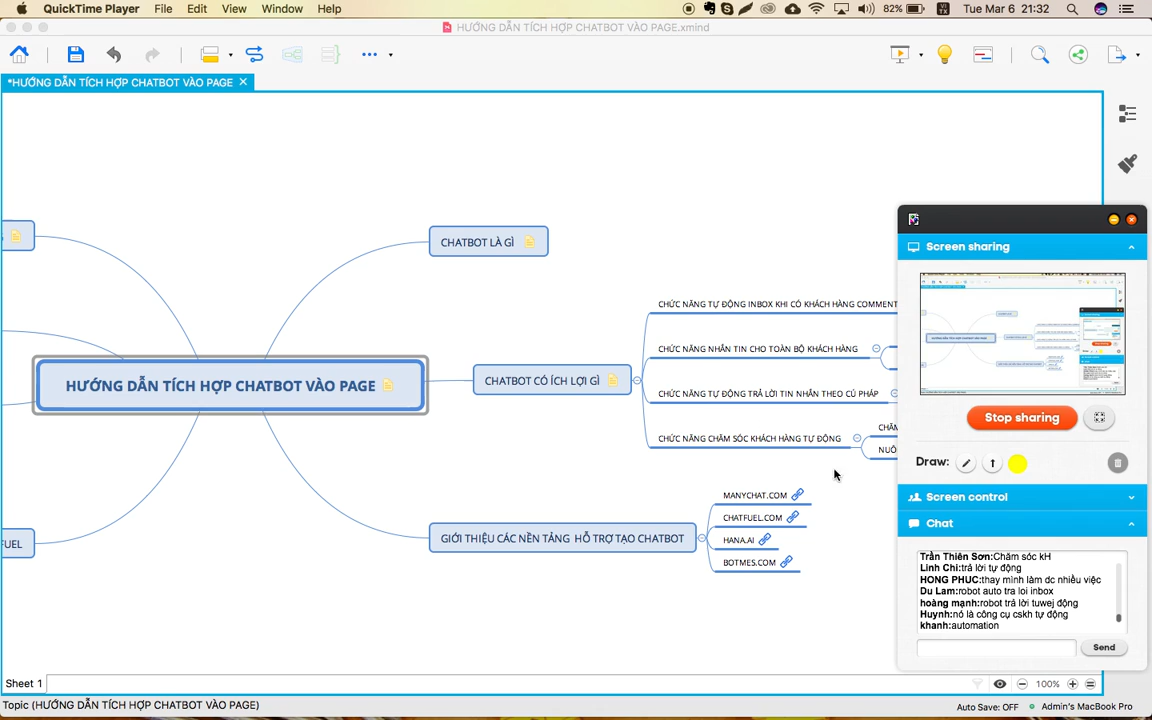 QuickTime Player File Edit View Window Help 82% VI TX Tue Mar 6 21:32
HƯỚNG DẪN TÍCH HỢP CHATBOT VÀO PAGE.xmind
*HƯỚNG DẪN TÍCH HỢP CHATBOT VÀO PAGE
CHATBOT LÀ GÌ
CHỨC NĂNG TỰ ĐỘNG INBOX KHI CÓ KHÁCH HÀNG COMMENT
CHỨC NĂNG NHẮN TIN CHO TOÀN BỘ KHÁCH HÀNG
HƯỚNG DẪN TÍCH HỢP CHATBOT VÀO PAGE
CHATBOT CÓ ÍCH LỢI GÌ
CHỨC NĂNG TỰ ĐỘNG TRẢ LỜI TIN NHẮN THEO CÚ PHÁP
CHỨC NĂNG CHĂM SÓC KHÁCH HÀNG TỰ ĐỘNG
CHĂM
NUÔ
MANYCHAT.COM
CHATFUEL.COM
GIỚI THIỆU CÁC NỀN TẢNG HỖ TRỢ TẠO CHATBOT
HANA.AI
BOTMES.COM
FUEL
Screen sharing
Stop sharing
Draw:
Screen control
Chat
Trần Thiên Sơn:Chăm sóc kH
Linh Chi:trả lời tự động
HONG PHUC:thay mình làm dc nhiều việc
Du Lam:robot auto tra loi inbox
hoàng mạnh:robot trả lời tuwej động
Huynh:nó là công cụ cskh tự động
khanh:automation
Send
Sheet 1
100%
Topic (HƯỚNG DẪN TÍCH HỢP CHATBOT VÀO PAGE)
Auto Save: OFF
Admin's MacBook Pro